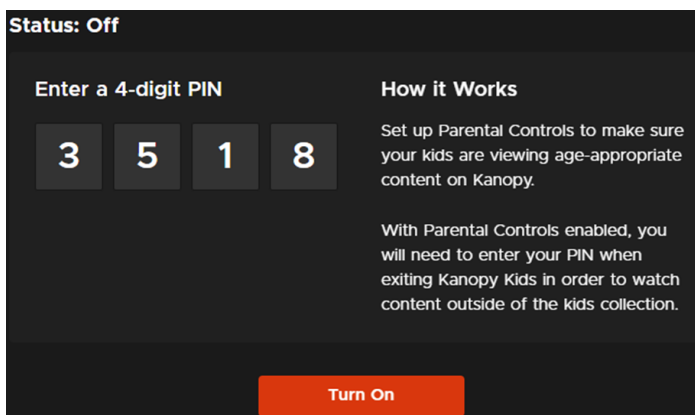 Status: Off
Enter a 4-digit PIN
3 5 1 8
How it Works
Set up Parental Controls to make sure
your kids are viewing age-appropriate
content on Kanopy.
With Parental Controls enabled, you
will need to enter your PIN when
exiting Kanopy Kids in order to watch
content outside of the kids collection.
Turn On